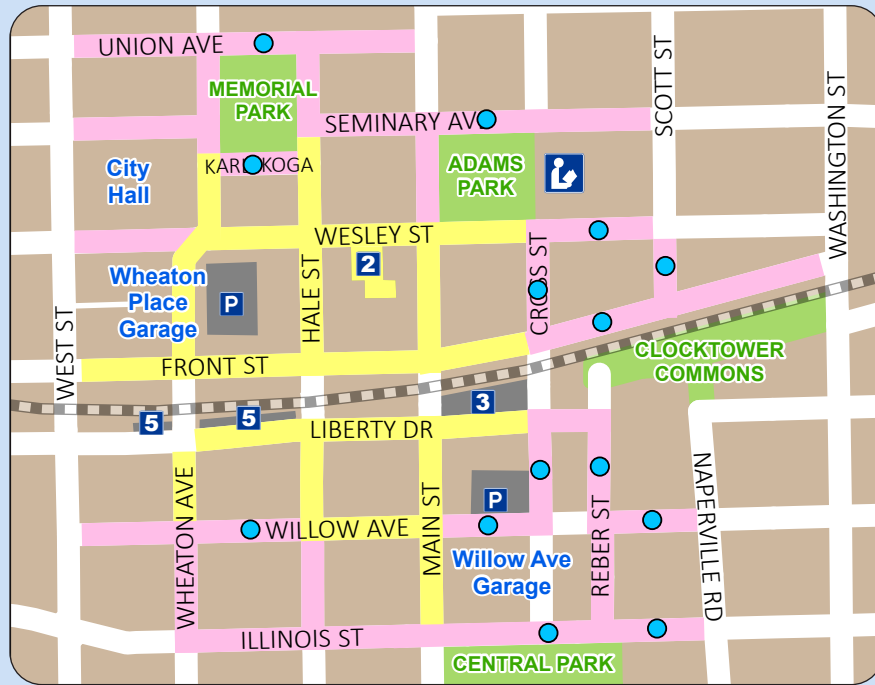 UNION AVE
MEMORIAL
PARK
SCOTT ST
WASHINGTON ST
SEMINARY AVE
KARL KOGA
City
Hall
ADAMS
PARK
WESLEY ST
2
CROSS ST
HALE ST
Wheaton
Place
Garage
P
WEST ST
FRONT ST
CLOCKTOWER
COMMONS
5
5
3
LIBERTY DR
WHEATON AVE
MAIN ST
P
NAPERVILLE RD
WILLOW AVE
REBER ST
Willow Ave
Garage
ILLINOIS ST
CENTRAL PARK